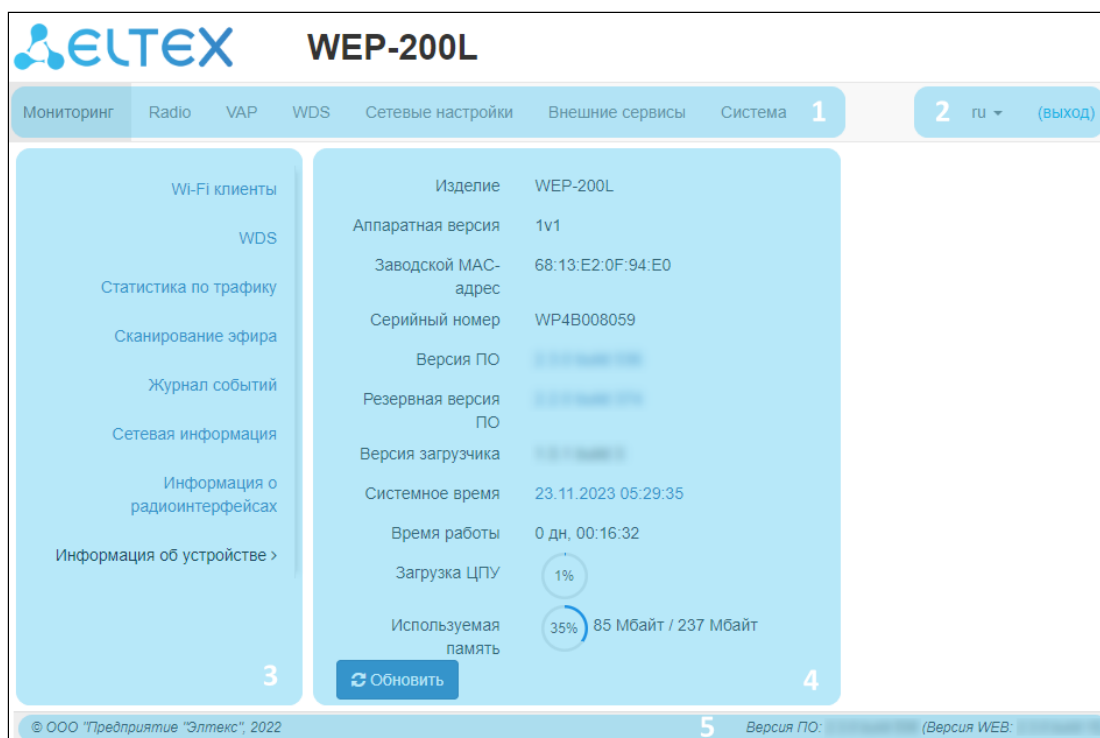 ELTEX WEP-200L
Мониторинг Radio VAP WDS Сетевые настройки Внешние сервисы Система 1 2 ru (выход)
Wi-Fi клиенты
WDS
Статистика по трафику
Сканирование эфира
Журнал событий
Сетевая информация
Информация о
радиоинтерфейсах
Информация об устройстве >
3
Изделие WEP-200L
Аппаратная версия 1v1
Заводской MAC-
адрес 68:13:E2:0F:94:E0
Серийный номер WP4B008059
Версия ПО
Резервная версия
ПО
Версия загрузчика
Системное время 23.11.2023 05:29:35
Время работы 0 дн, 00:16:32
Загрузка ЦПУ 1%
Используемая
память 35% 85 Мбайт / 237 Мбайт
Обновить
4
© ООО "Предприятие "Элтекс", 2022 5 Версия ПО: (Версия WEB: